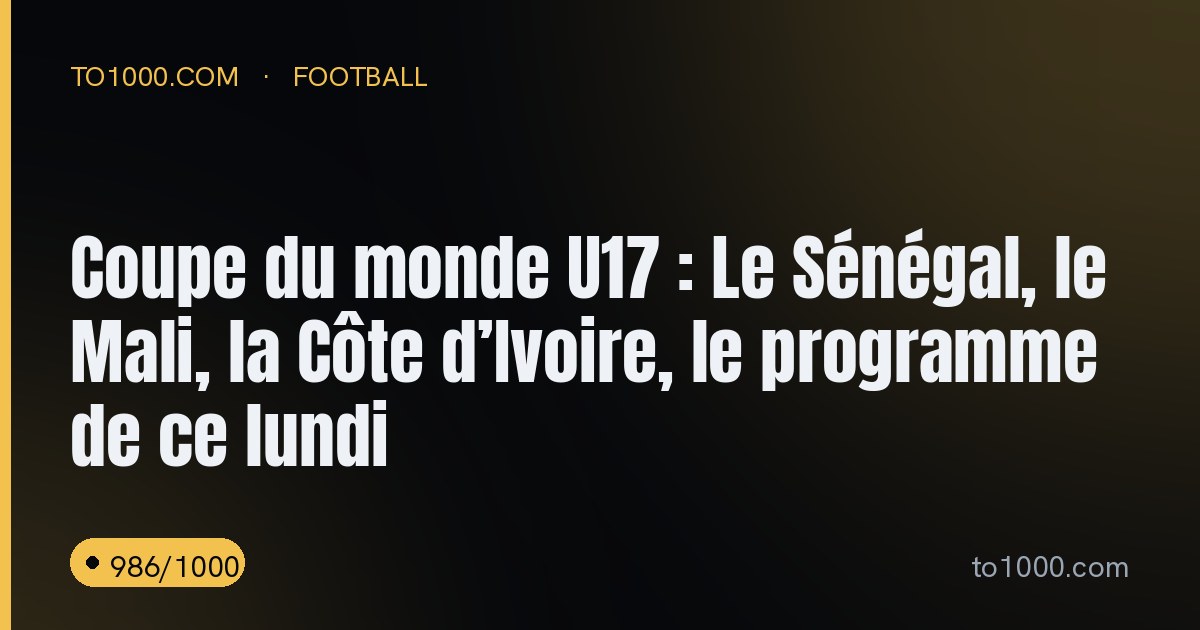 TO1000.COM · FOOTBALL
Coupe du monde U17 : Le Sénégal, le
Mali, la Côte d’Ivoire, le programme
de ce lundi
986/1000
to1000.com